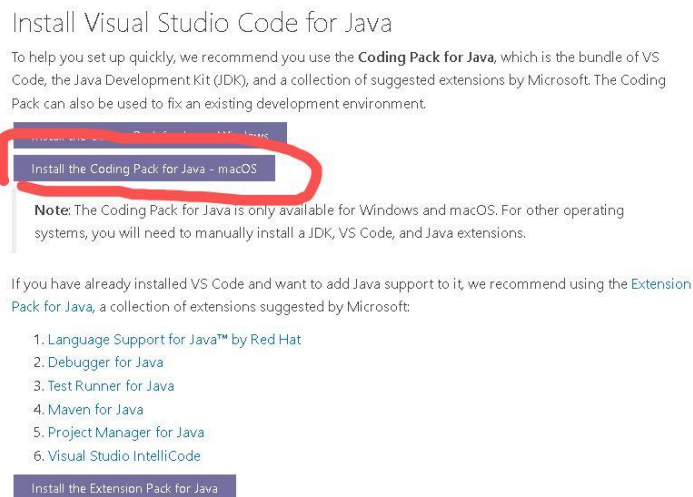 Install Visual Studio Code for Java
To help you set up quickly, we recommend you use the Coding Pack for Java, which is the bundle of VS
Code, the Java Development Kit (JDK), and a collection of suggested extensions by Microsoft. The Coding
Pack can also be used to fix an existing development environment.
Install the
Install the Coding Pack for Java - macOS
Note: The Coding Pack for Java is only available for Windows and macOS. For other operating
systems, you will need to manually install a JDK, VS Code, and Java extensions.
If you have already installed VS Code and want to add Java support to it, we recommend using the Extension
Pack for Java, a collection of extensions suggested by Microsoft:
1. Language Support for Java™ by Red Hat
2. Debugger for Java
3. Test Runner for Java
4. Maven for Java
5. Project Manager for Java
6. Visual Studio IntelliCode
Install the Extension Pack for Java